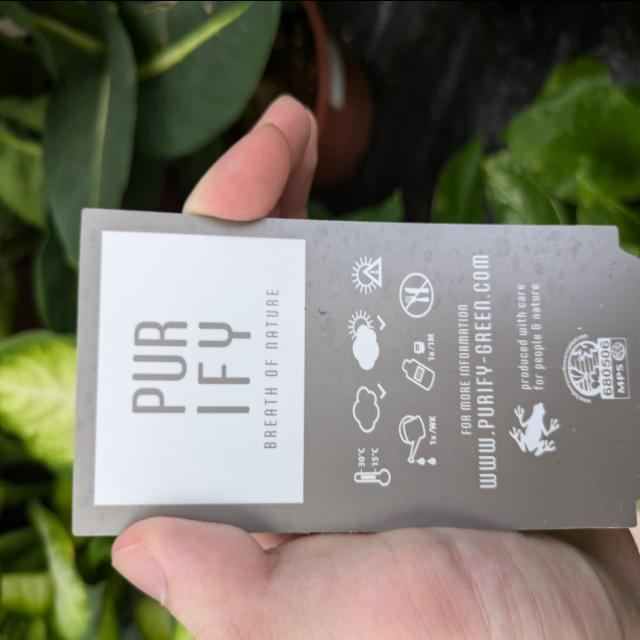 PUR
IFY
BREATH OF NATURE
30°C
15°C
1x/WK
1x/1M
FOR MORE INFORMATION
WWW.PURIFY-GREEN.COM
produced with care
for people & nature
MPS